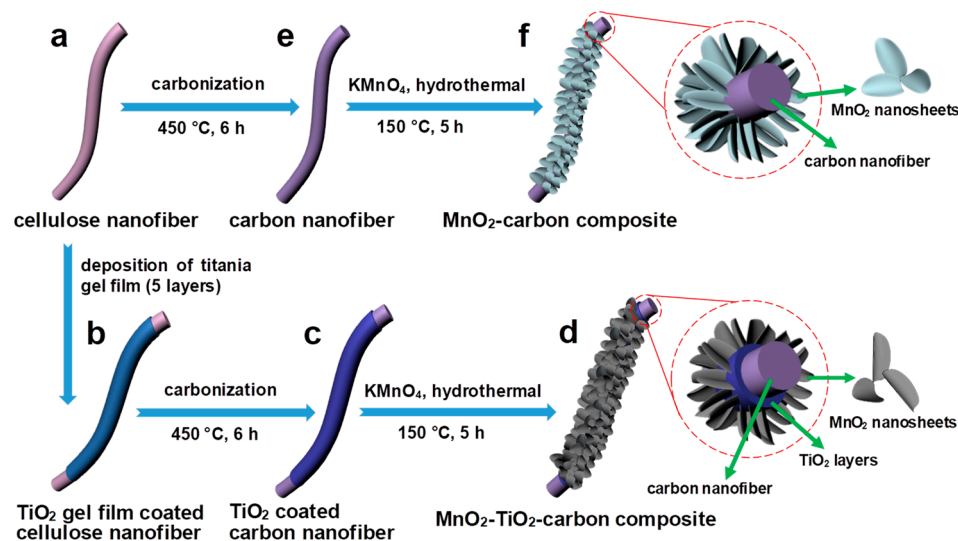 a
e
f
carbonization
450 °C, 6 h
KMnO₄, hydrothermal
150 °C, 5 h
MnO₂ nanosheets
carbon nanofiber
cellulose nanofiber
carbon nanofiber
MnO₂-carbon composite
deposition of titania
gel film (5 layers)
b
c
d
carbonization
450 °C, 6 h
KMnO₄, hydrothermal
150 °C, 5 h
MnO₂ nanosheets
TiO₂ layers
carbon nanofiber
TiO₂ gel film coated
cellulose nanofiber
TiO₂ coated
carbon nanofiber
MnO₂-TiO₂-carbon composite